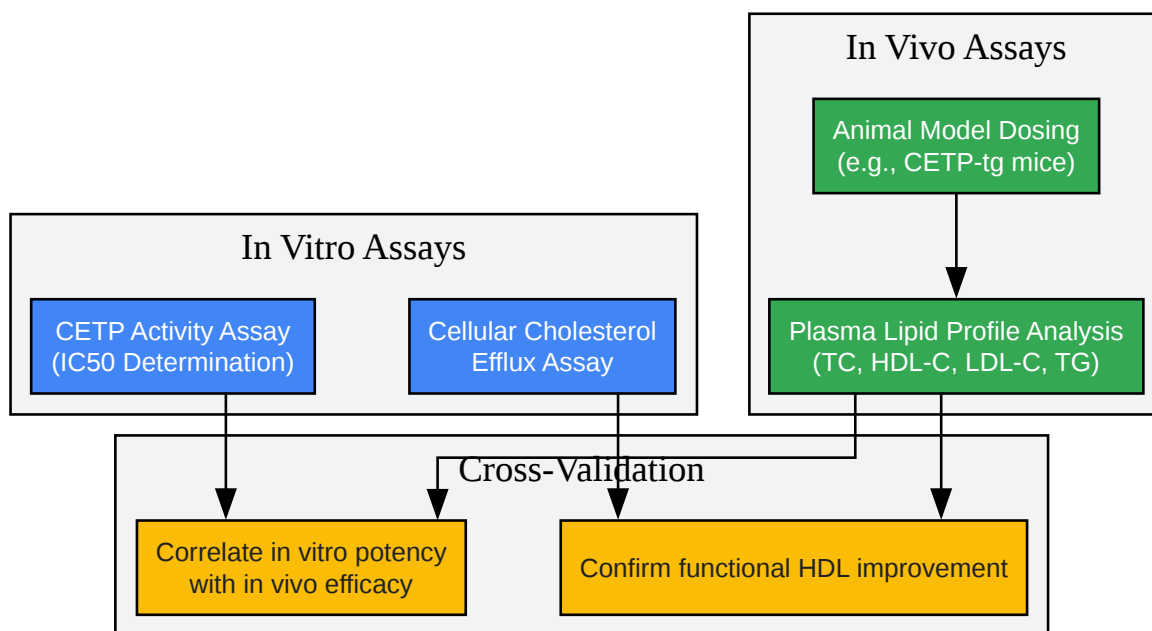 In Vivo Assays
Animal Model Dosing
(e.g., CETP-tg mice)
In Vitro Assays
CETP Activity Assay
(IC50 Determination)
Cellular Cholesterol
Efflux Assay
Plasma Lipid Profile Analysis
(TC, HDL-C, LDL-C, TG)
Cross-Validation
Correlate in vitro potency
with in vivo efficacy
Confirm functional HDL improvement